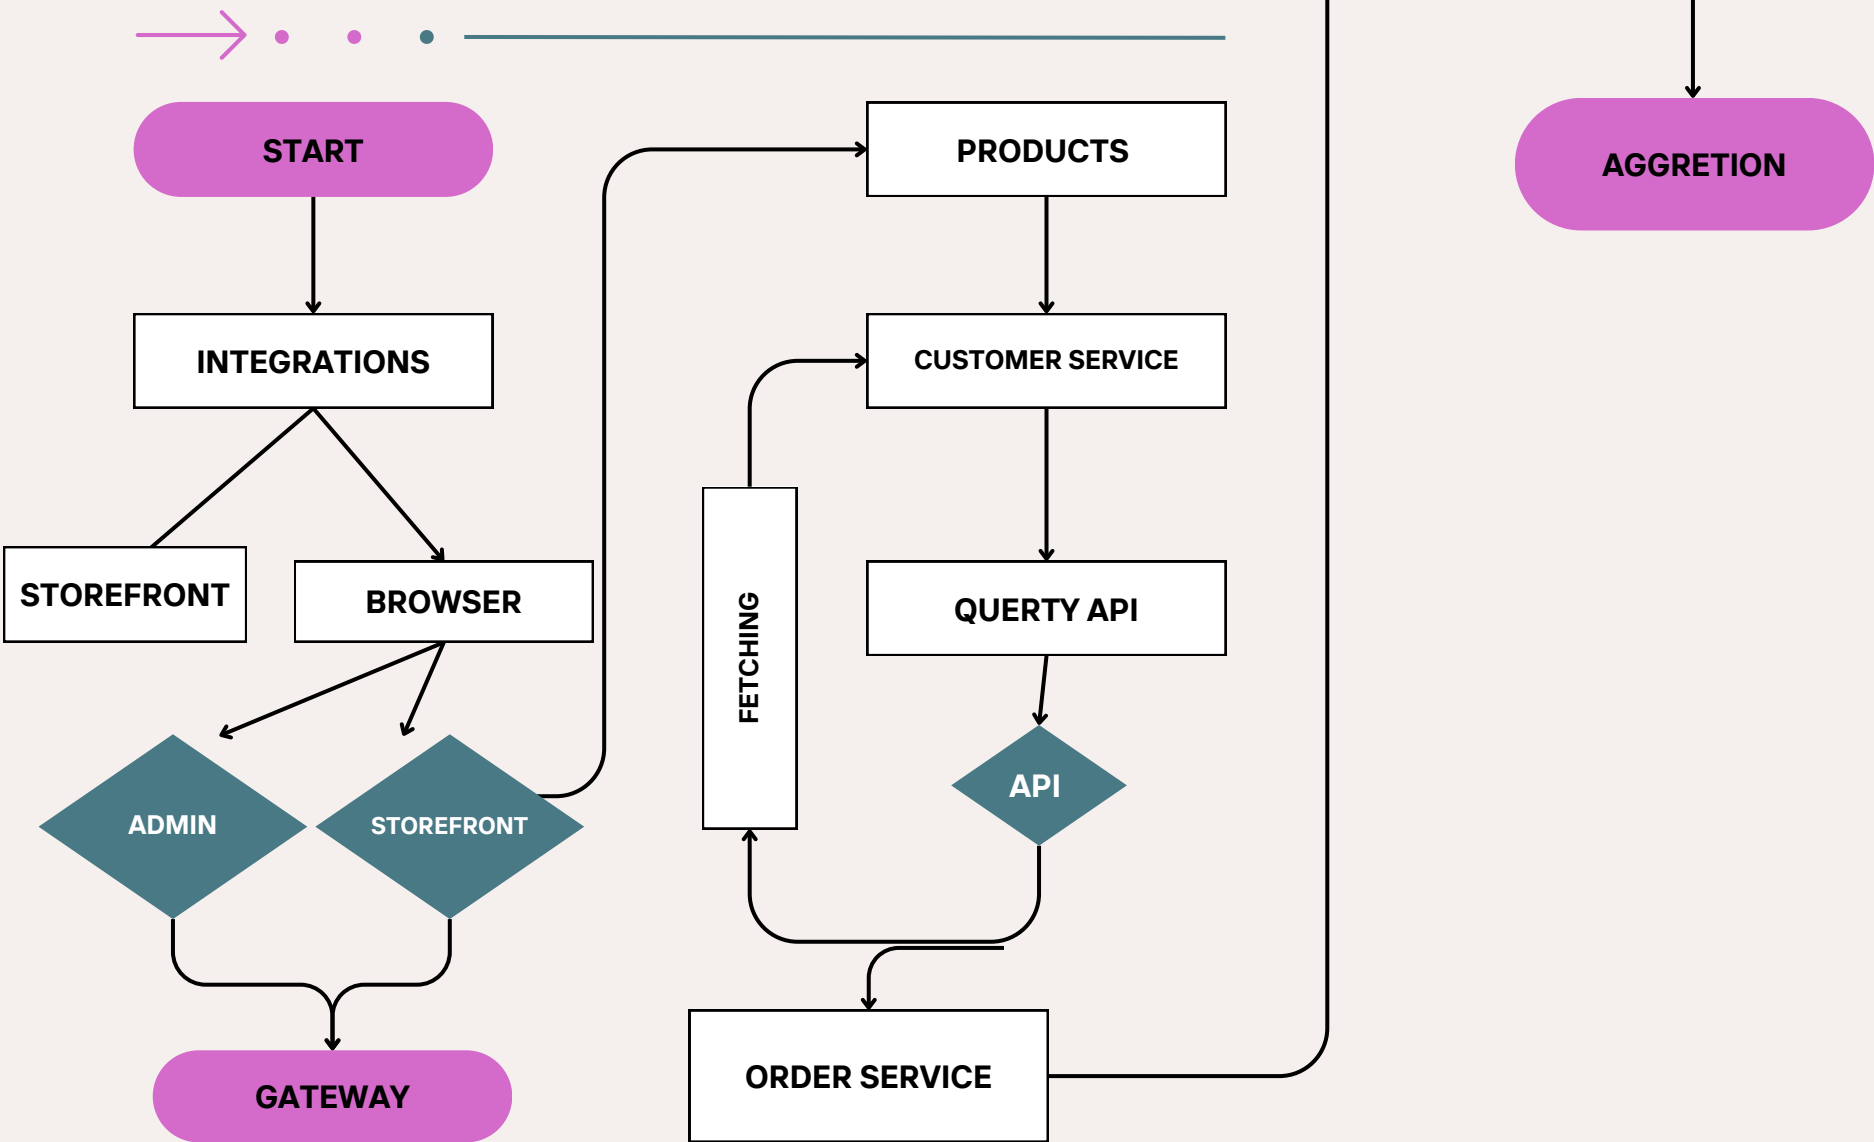 START
INTEGRATIONS
STOREFRONT
BROWSER
ADMIN
STOREFRONT
GATEWAY
PRODUCTS
CUSTOMER SERVICE
FETCHING
QUERTY API
API
ORDER SERVICE
AGGRETION